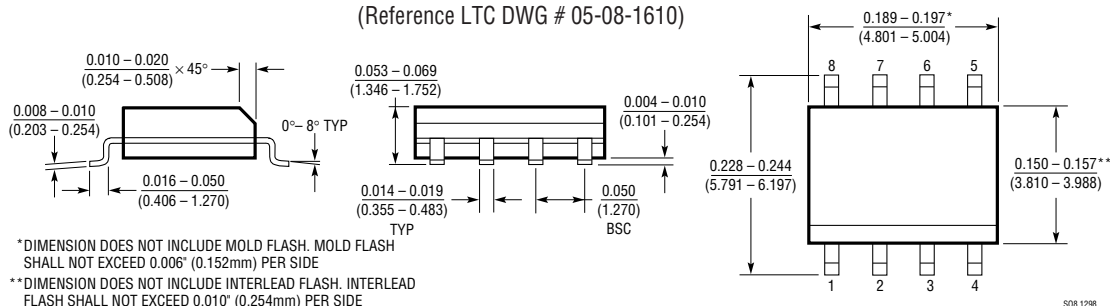 (Reference LTC DWG # 05-08-1610)
0.010 – 0.020
(0.254 – 0.508)
× 45°
0.008 – 0.010
(0.203 – 0.254)
0°– 8° TYP
0.016 – 0.050
(0.406 – 1.270)
0.053 – 0.069
(1.346 – 1.752)
0.004 – 0.010
(0.101 – 0.254)
0.014 – 0.019
(0.355 – 0.483)
TYP
0.050
(1.270)
BSC
0.189 – 0.197*
(4.801 – 5.004)
8 7 6 5
0.228 – 0.244
(5.791 – 6.197)
0.150 – 0.157**
(3.810 – 3.988)
1 2 3 4
*DIMENSION DOES NOT INCLUDE MOLD FLASH. MOLD FLASH
SHALL NOT EXCEED 0.006" (0.152mm) PER SIDE
**DIMENSION DOES NOT INCLUDE INTERLEAD FLASH. INTERLEAD
FLASH SHALL NOT EXCEED 0.010" (0.254mm) PER SIDE
SO8 1298